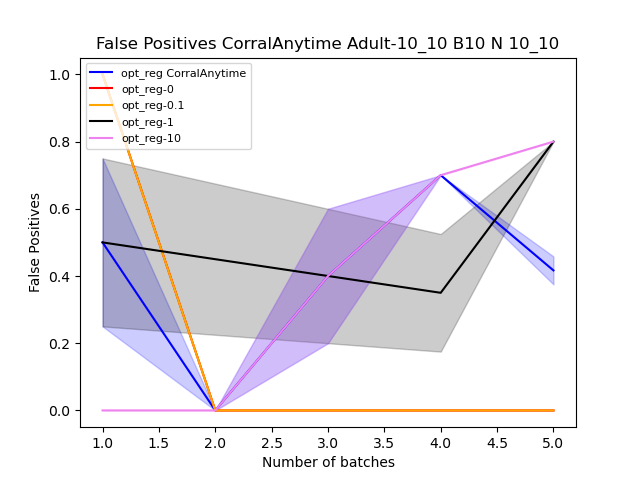 False Positives CorralAnytime Adult-10_10 B10 N 10_10
1.0
0.8
0.6
0.4
0.2
0.0
False Positives
opt_reg CorralAnytime
opt_reg-0
opt_reg-0.1
opt_reg-1
opt_reg-10
1.0 1.5 2.0 2.5 3.0 3.5 4.0 4.5 5.0
Number of batches